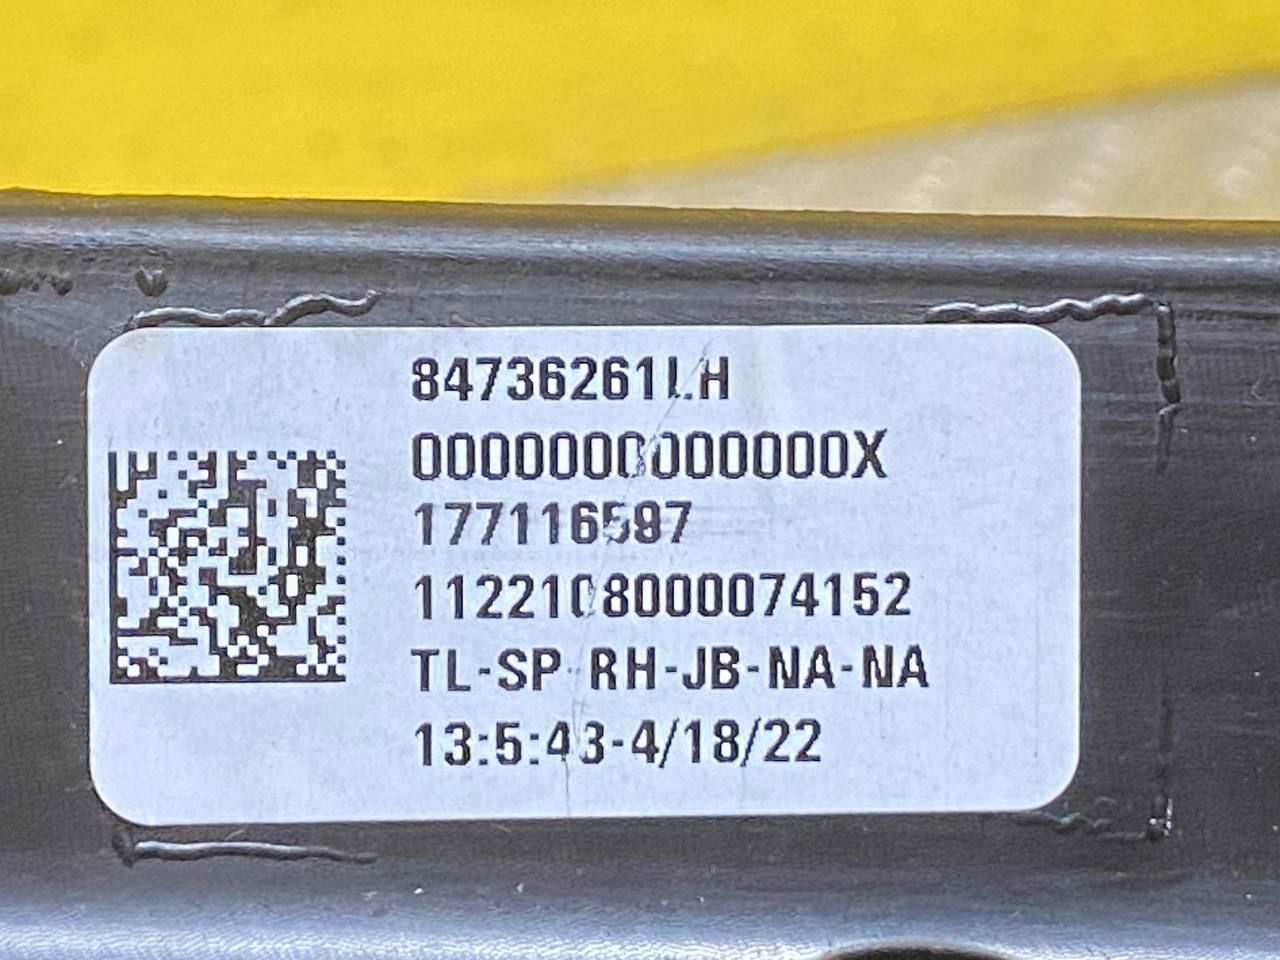 84736261LH
0000000000000X
177116587
1122108000074152
TL-SP-RH-JB-NA-NA
13:5:43-4/18/22